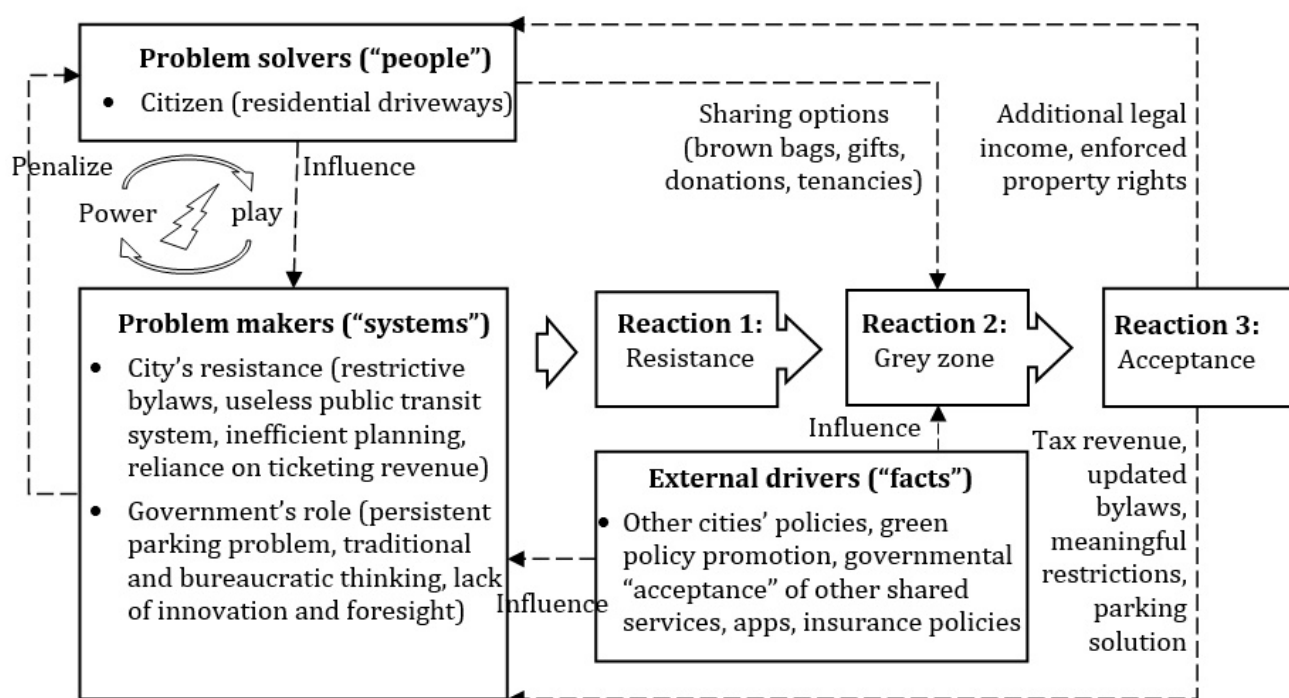 Problem solvers (“people”)
• Citizen (residential driveways)
Penalize
Influence
Power play
Sharing options
(brown bags, gifts,
donations, tenancies)
Additional legal
income, enforced
property rights
Problem makers (“systems”)
• City’s resistance (restrictive
bylaws, useless public transit
system, inefficient planning,
reliance on ticketing revenue)
• Government’s role (persistent
parking problem, traditional
and bureaucratic thinking, lack
of innovation and foresight)
Reaction 1:
Resistance
Reaction 2:
Grey zone
Reaction 3:
Acceptance
Influence
External drivers (“facts”)
• Other cities’ policies, green
policy promotion, governmental
“acceptance” of other shared
services, apps, insurance policies
Influence
Tax revenue,
updated
bylaws,
meaningful
restrictions,
parking
solution